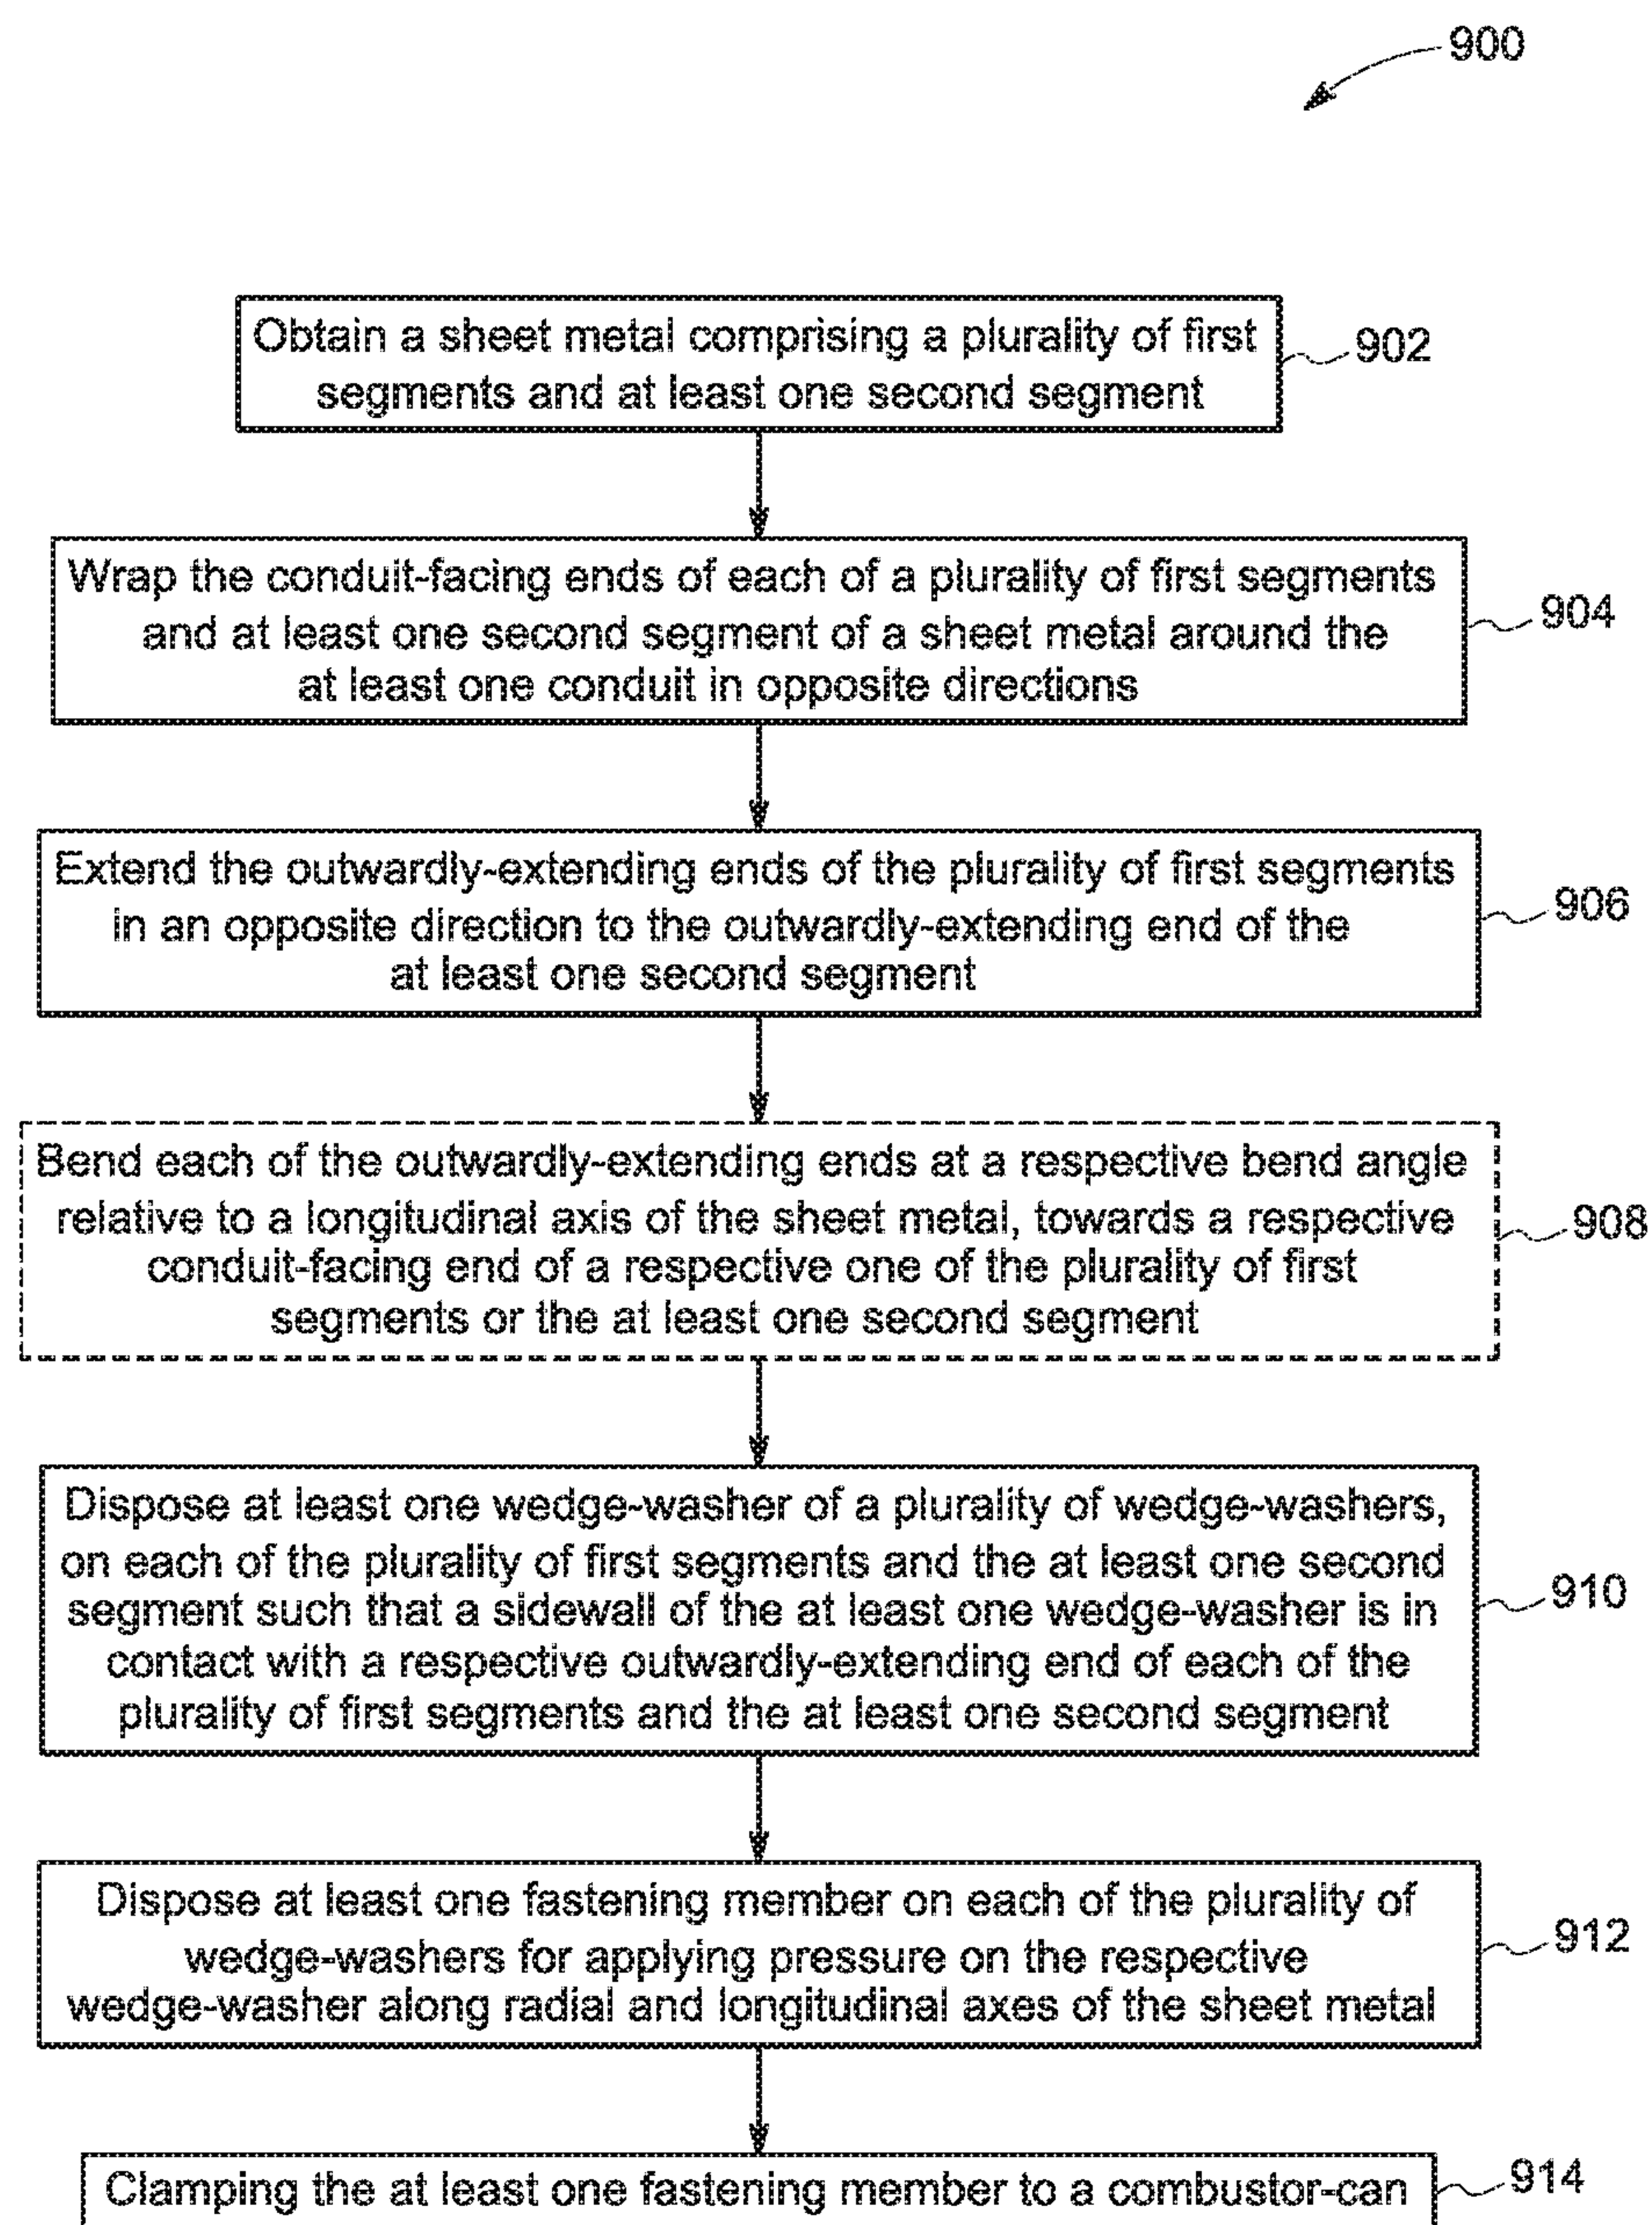 900
Obtain a sheet metal comprising a plurality of first
segments and at least one second segment
902
Wrap the conduit-facing ends of each of a plurality of first segments
and at least one second segment of a sheet metal around the
at least one conduit in opposite directions
904
Extend the outwardly-extending ends of the plurality of first segments
in an opposite direction to the outwardly-extending end of the
at least one second segment
906
Bend each of the outwardly-extending ends at a respective bend angle
relative to a longitudinal axis of the sheet metal, towards a respective
conduit-facing end of a respective one of the plurality of first
segments or the at least one second segment
908
Dispose at least one wedge-washer of a plurality of wedge-washers,
on each of the plurality of first segments and the at least one second
segment such that a sidewall of the at least one wedge-washer is in
contact with a respective outwardly-extending end of each of the
plurality of first segments and the at least one second segment
910
Dispose at least one fastening member on each of the plurality of
wedge-washers for applying pressure on the respective
wedge-washer along radial and longitudinal axes of the sheet metal
912
Clamping the at least one fastening member to a combustor-can
914